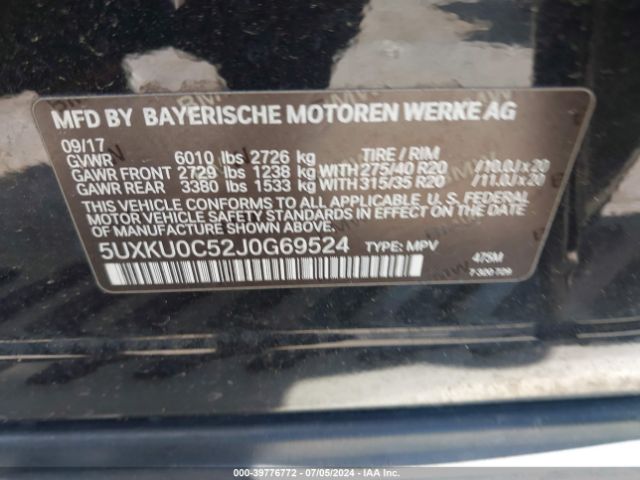 MFD BY BAYERISCHE MOTOREN WERKE AG
09/17
GVWR 6010 lbs 2726 kg TIRE / RIM
GAWR FRONT 2729 lbs 1238 kg WITH 275/40 R20 /10.0J x 20
GAWR REAR 3380 lbs 1533 kg WITH 315/35 R20 /11.0J x 20
THIS VEHICLE CONFORMS TO ALL APPLICABLE FEDERAL
MOTOR VEHICLE SAFETY STANDARDS IN EFFECT ON THE DATE
OF MANUFACTURE SHOWN ABOVE.
5UXKU0C52J0G69524 TYPE: MPV
475M
7 300 709
000-39776772 - 07/05/2024 - IAA Inc.